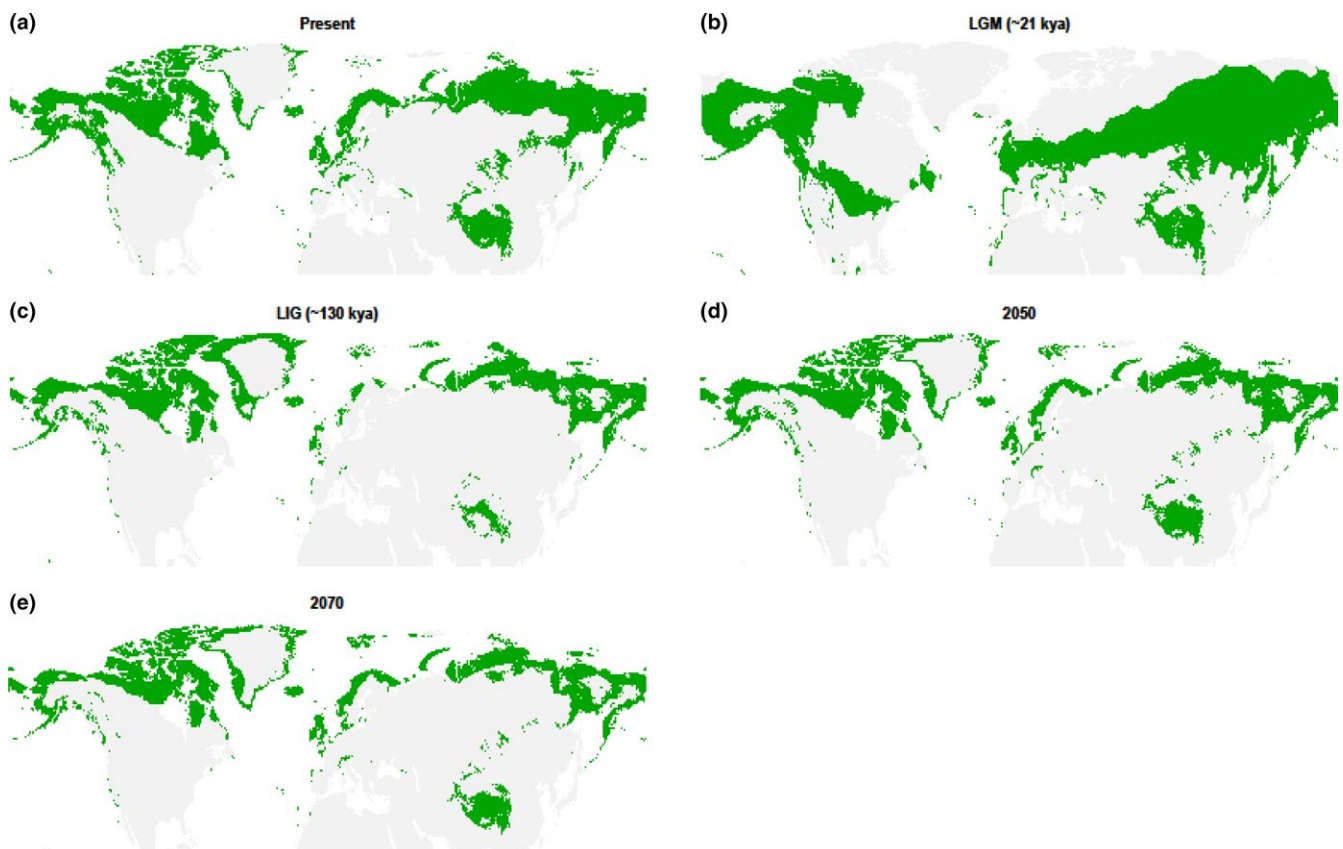 (a)
Present
(b)
LGM (~21 kya)
(c)
LIG (~130 kya)
(d)
2050
(e)
2070